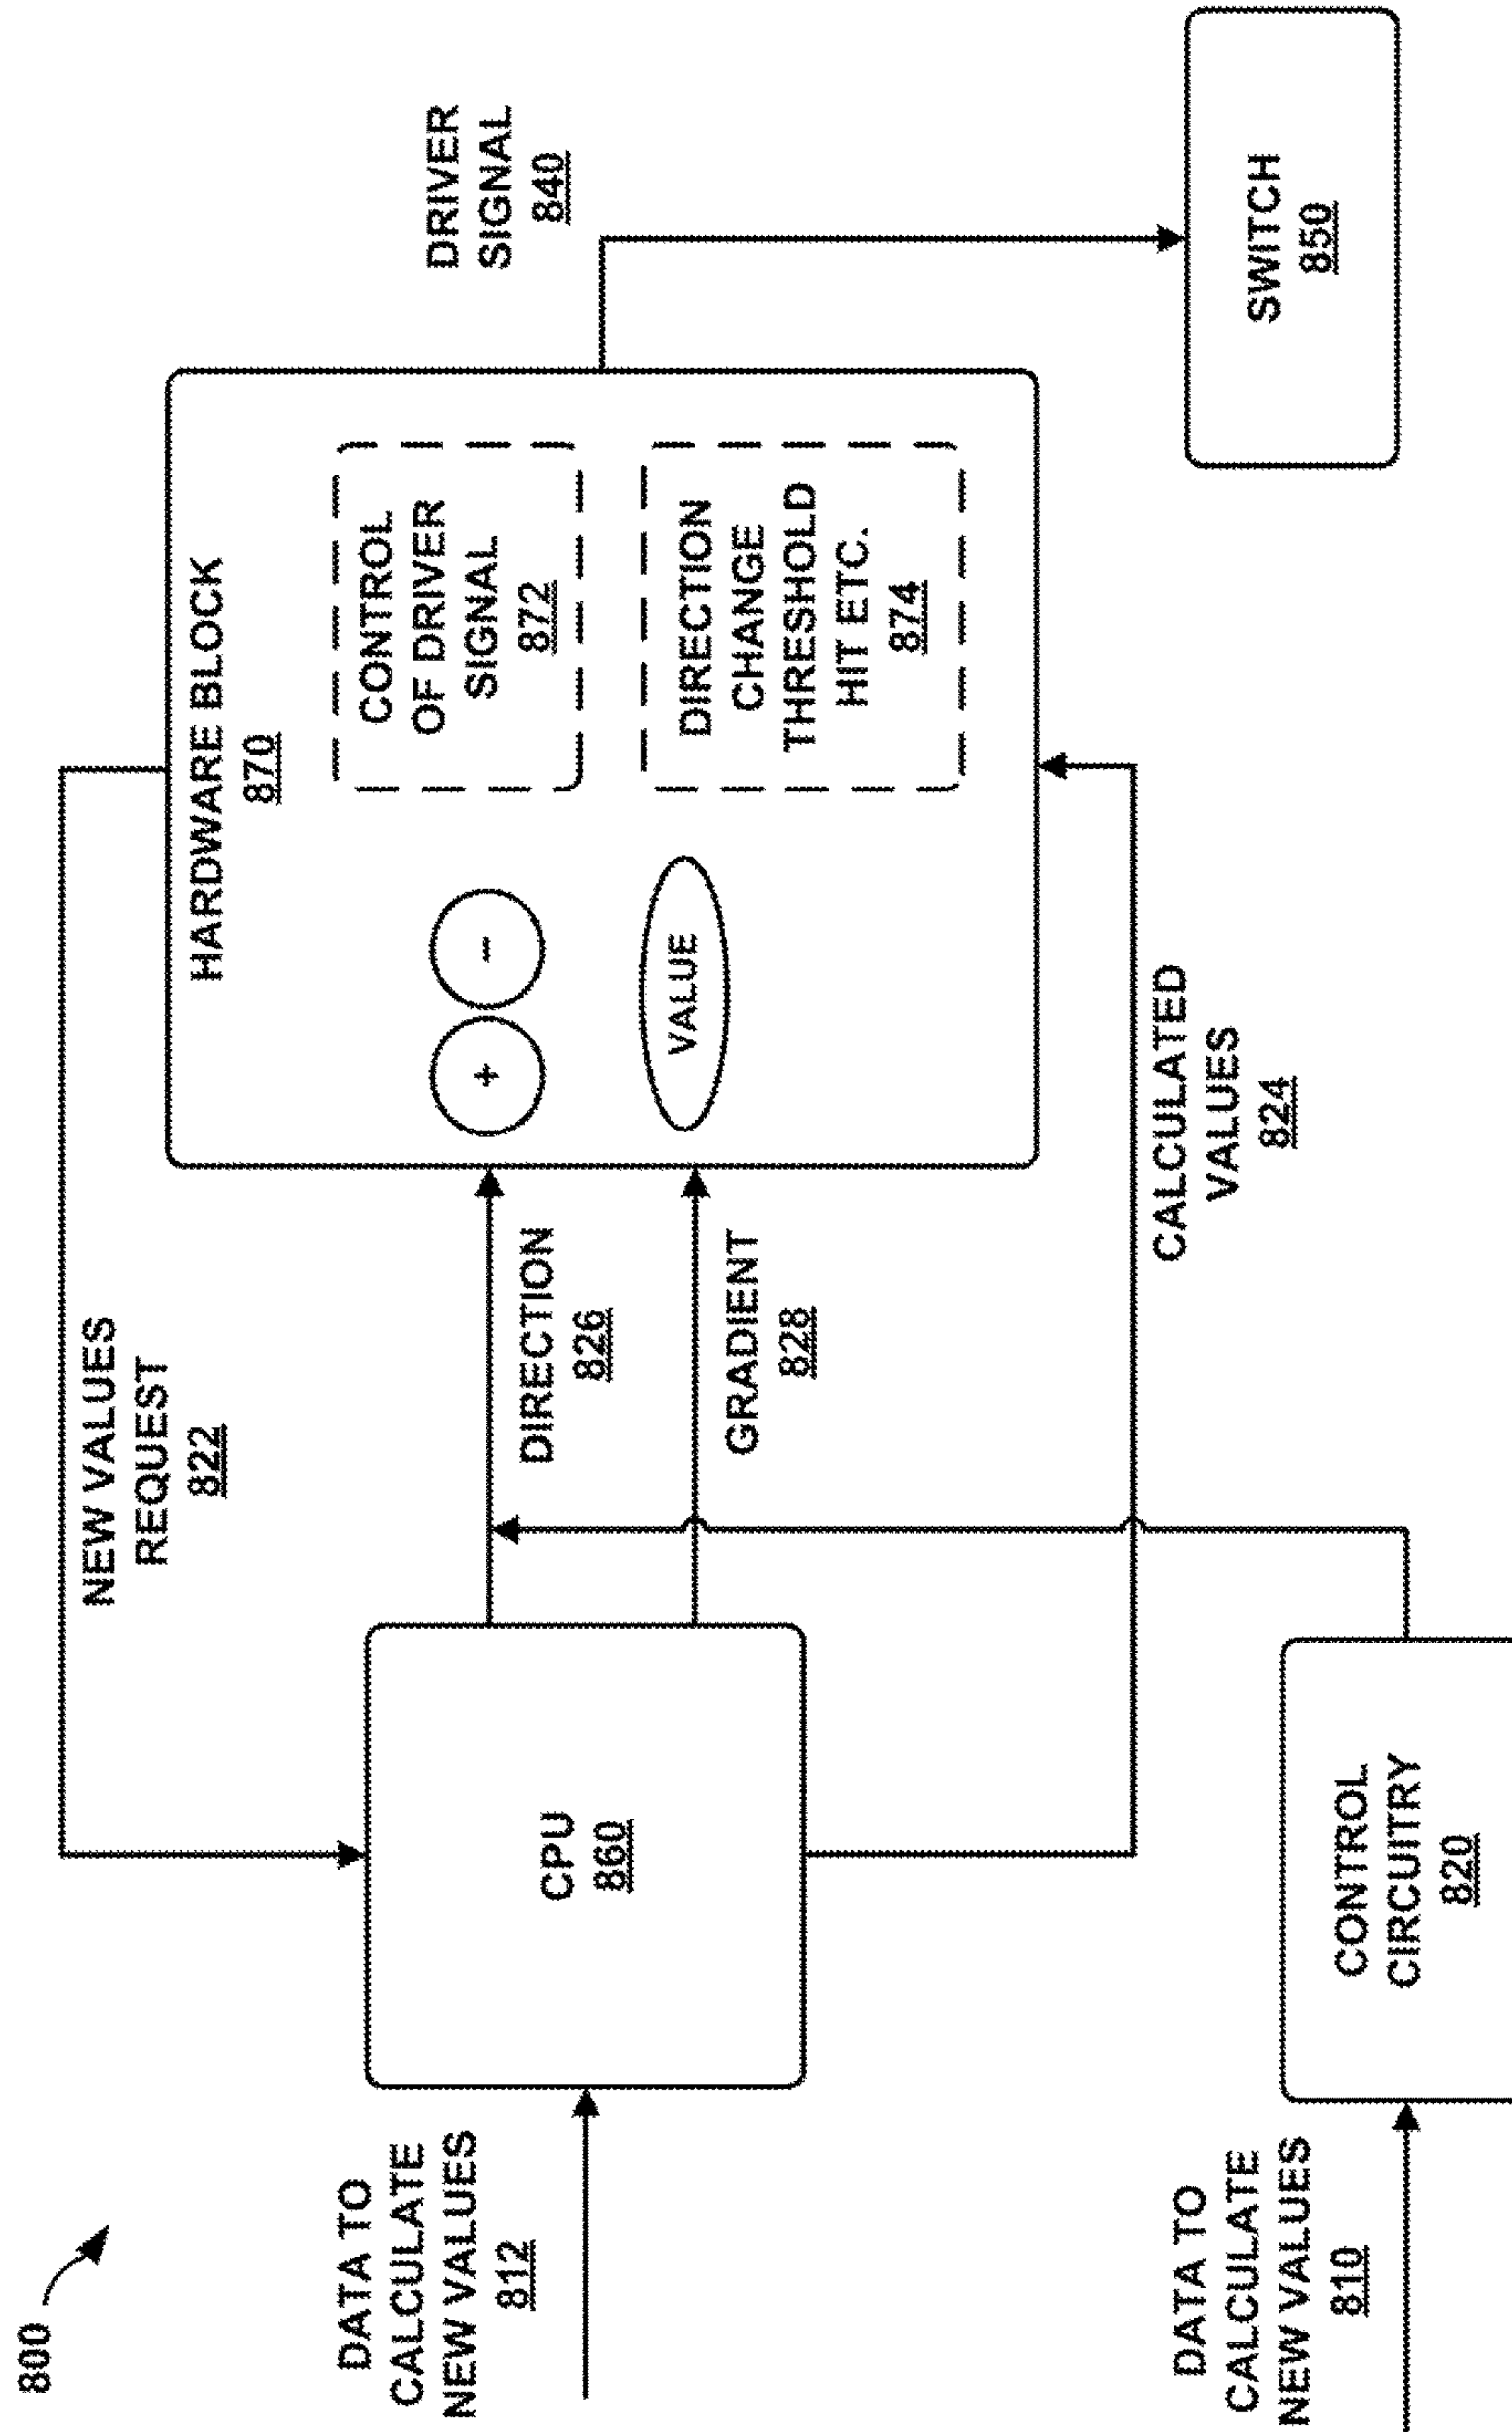 800
NEW VALUES
REQUEST
822
HARDWARE BLOCK
870
DATA TO
CALCULATE
NEW VALUES
812
CPU
860
DIRECTION
826
GRADIENT
828
+
-
VALUE
CONTROL
OF DRIVER
SIGNAL
872
DIRECTION
CHANGE
THRESHOLD
HIT ETC.
874
DRIVER
SIGNAL
840
CALCULATED
VALUES
824
DATA TO
CALCULATE
NEW VALUES
810
CONTROL
CIRCUITRY
820
SWITCH
850